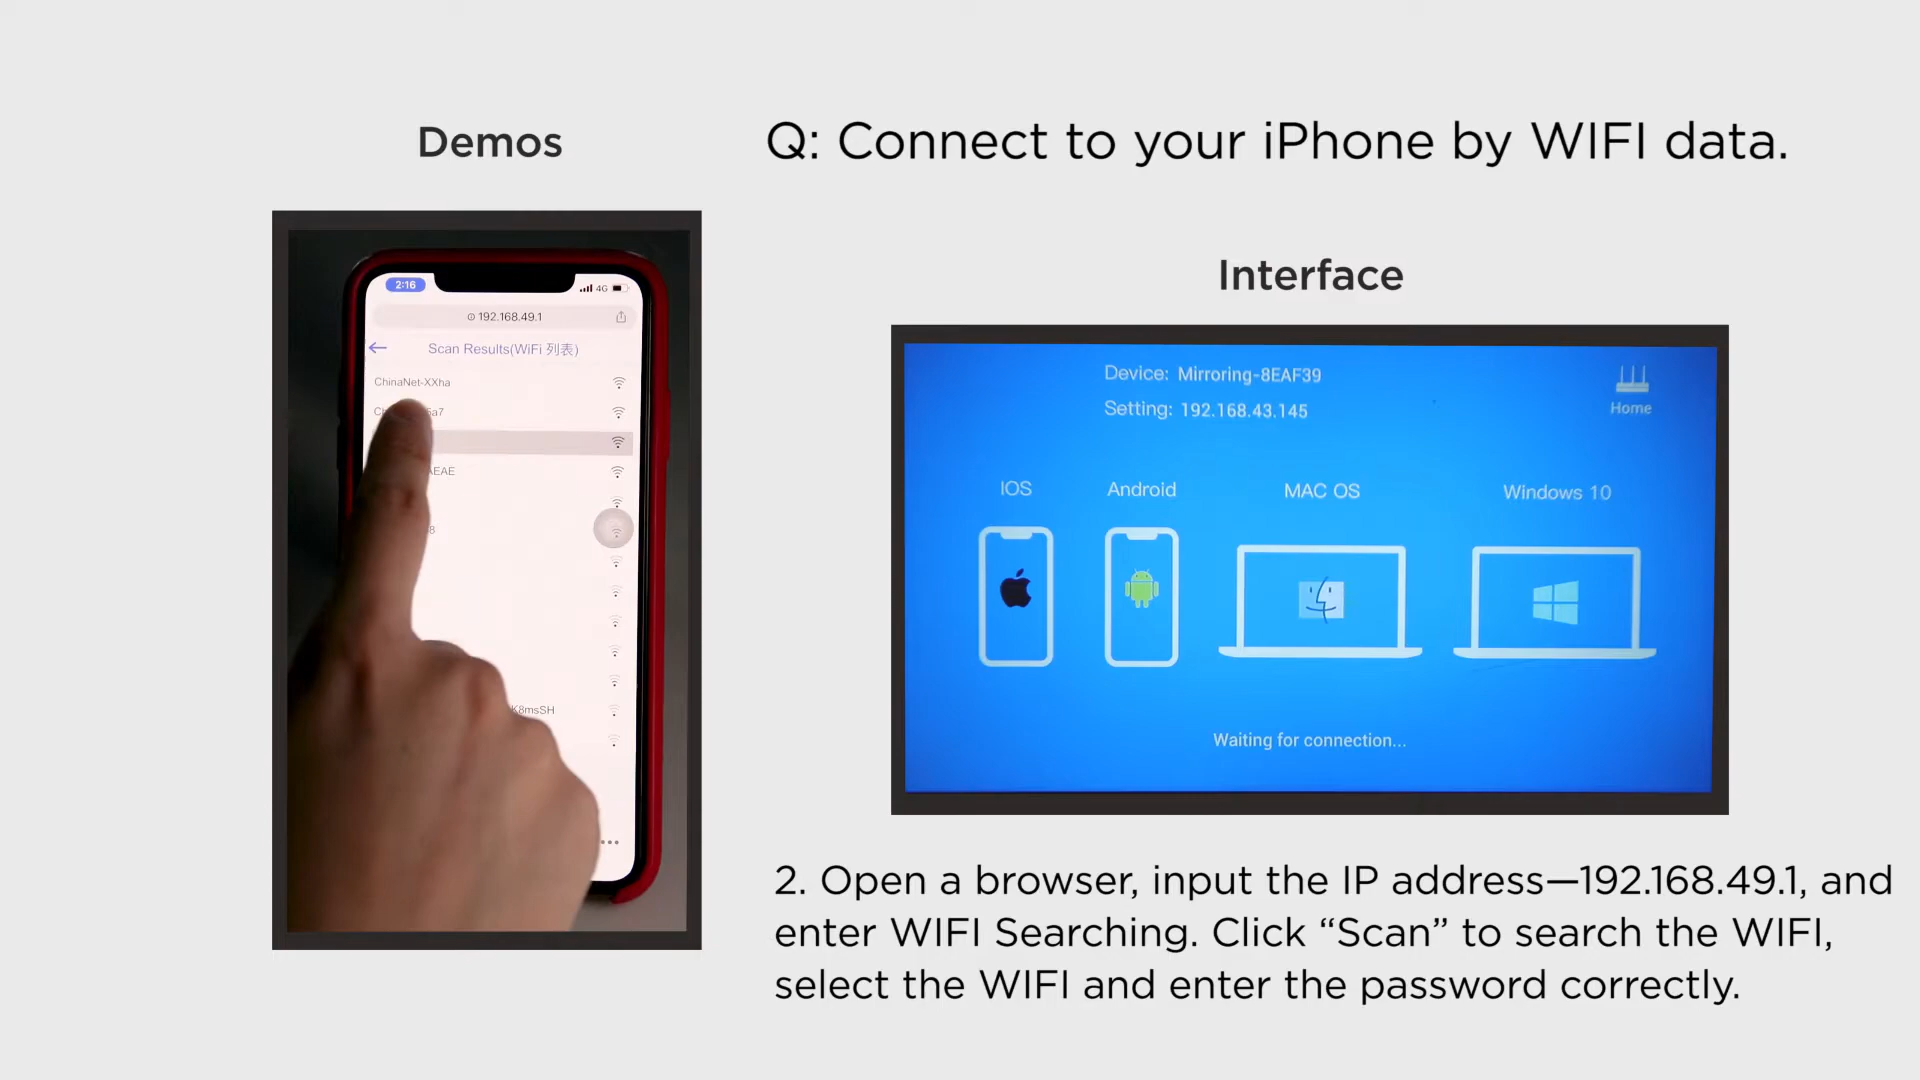 Demos
Q: Connect to your iPhone by WIFI data.
2:16
4G
192.168.49.1
Scan Results(WiFi 列表)
ChinaNet-XXha
5a7
AEAE
8
K8msSH
Interface
Device: Mirroring-8EAF39
Setting: 192.168.43.145
Home
IOS
Android
MAC OS
Windows 10
Waiting for connection...
2. Open a browser, input the IP address—192.168.49.1, and
enter WIFI Searching. Click “Scan” to search the WIFI,
select the WIFI and enter the password correctly.